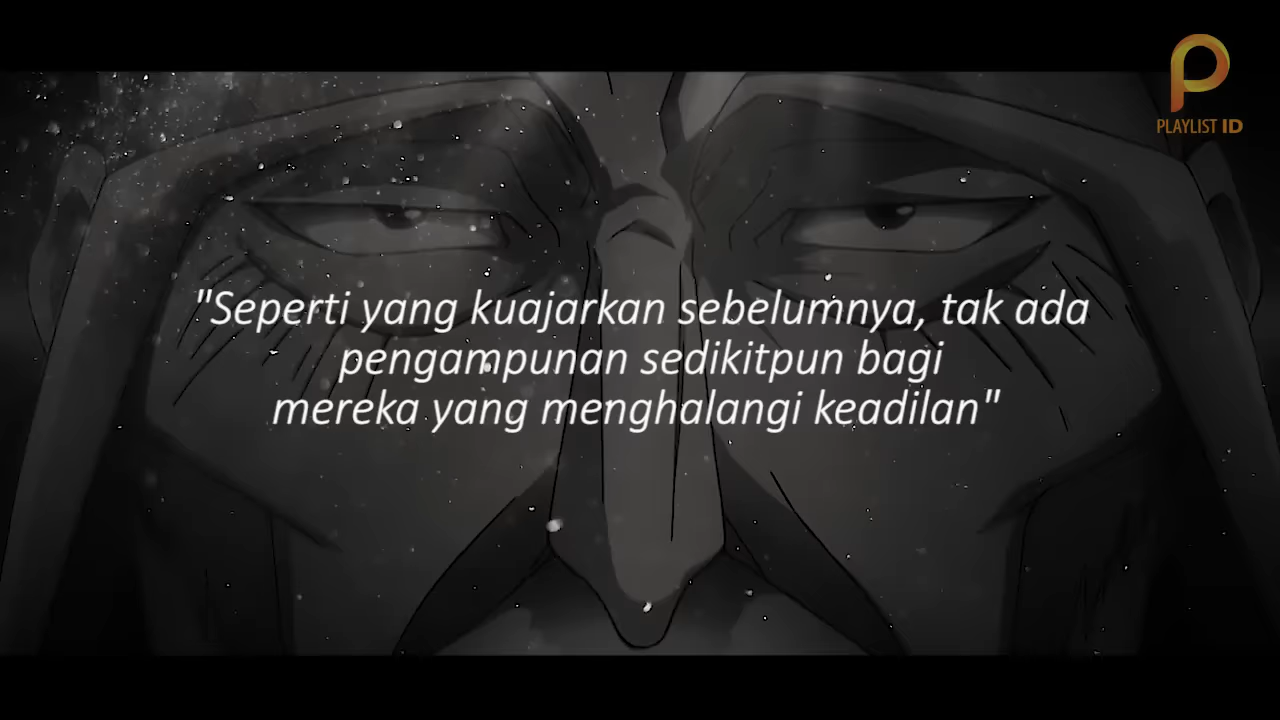 PLAYLIST ID
"Seperti yang kuajarkan sebelumnya, tak ada
pengampunan sedikitpun bagi
mereka yang menghalangi keadilan"